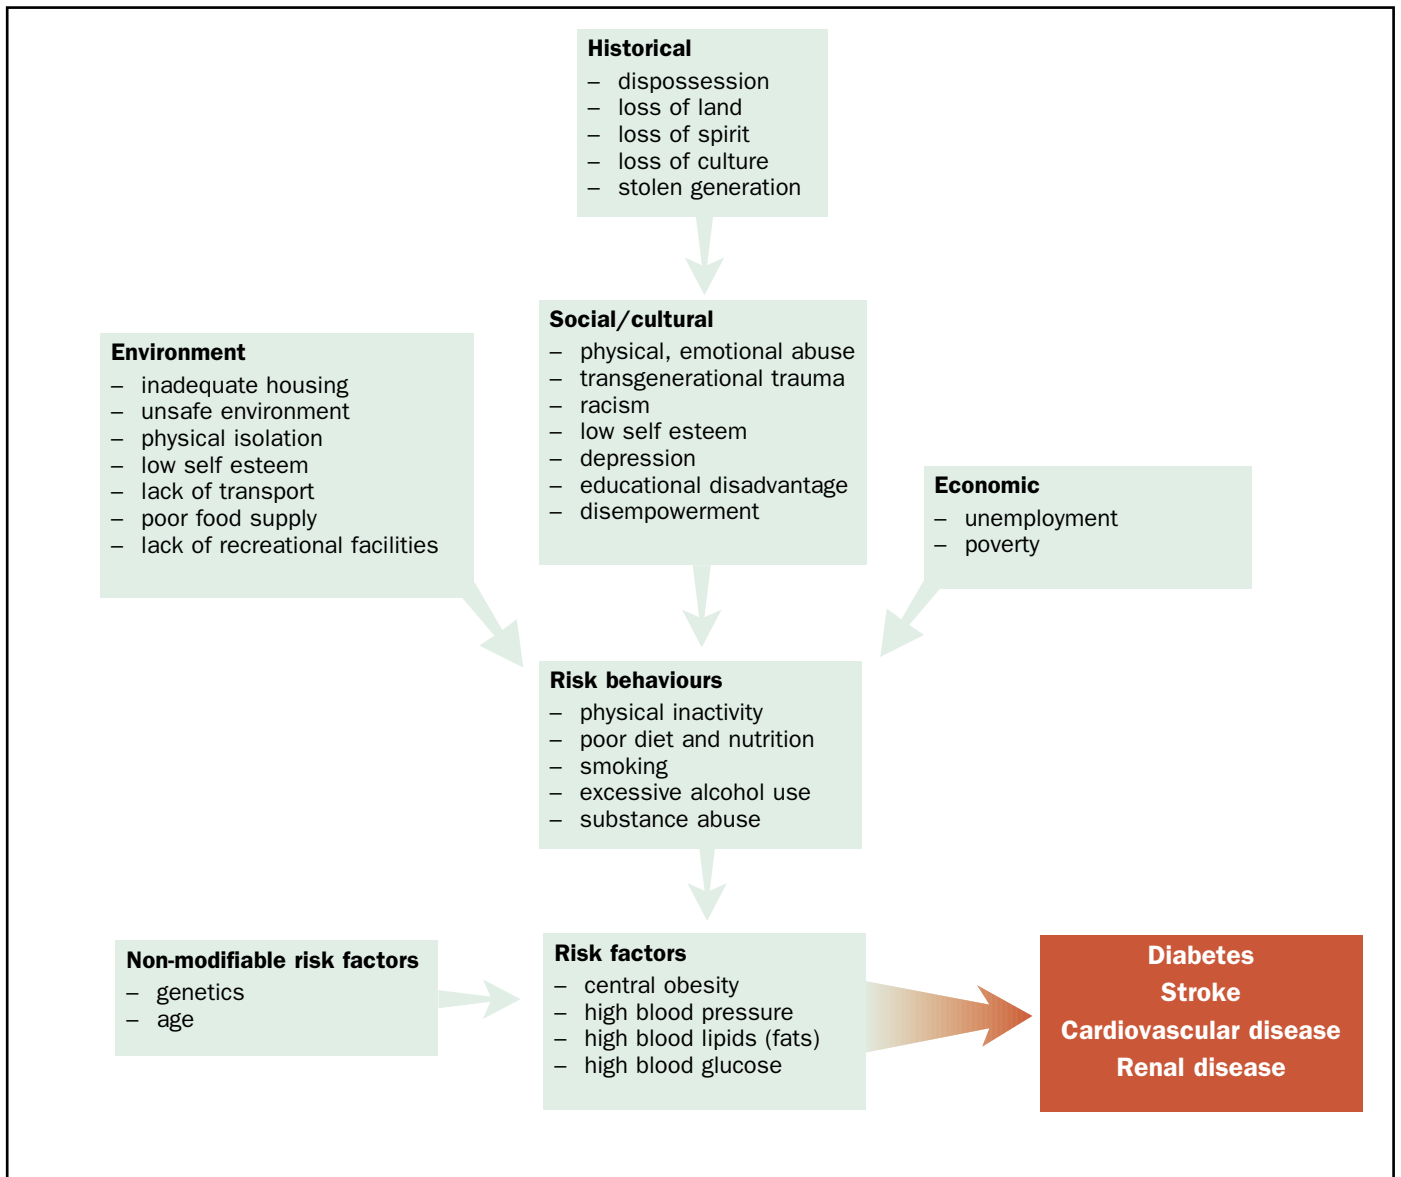 Historical
– dispossession
– loss of land
– loss of spirit
– loss of culture
– stolen generation
Social/cultural
– physical, emotional abuse
– transgenerational trauma
– racism
– low self esteem
– depression
– educational disadvantage
– disempowerment
Environment
– inadequate housing
– unsafe environment
– physical isolation
– low self esteem
– lack of transport
– poor food supply
– lack of recreational facilities
Economic
– unemployment
– poverty
Risk behaviours
– physical inactivity
– poor diet and nutrition
– smoking
– excessive alcohol use
– substance abuse
Non-modifiable risk factors
– genetics
– age
Risk factors
– central obesity
– high blood pressure
– high blood lipids (fats)
– high blood glucose
Diabetes
Stroke
Cardiovascular disease
Renal disease